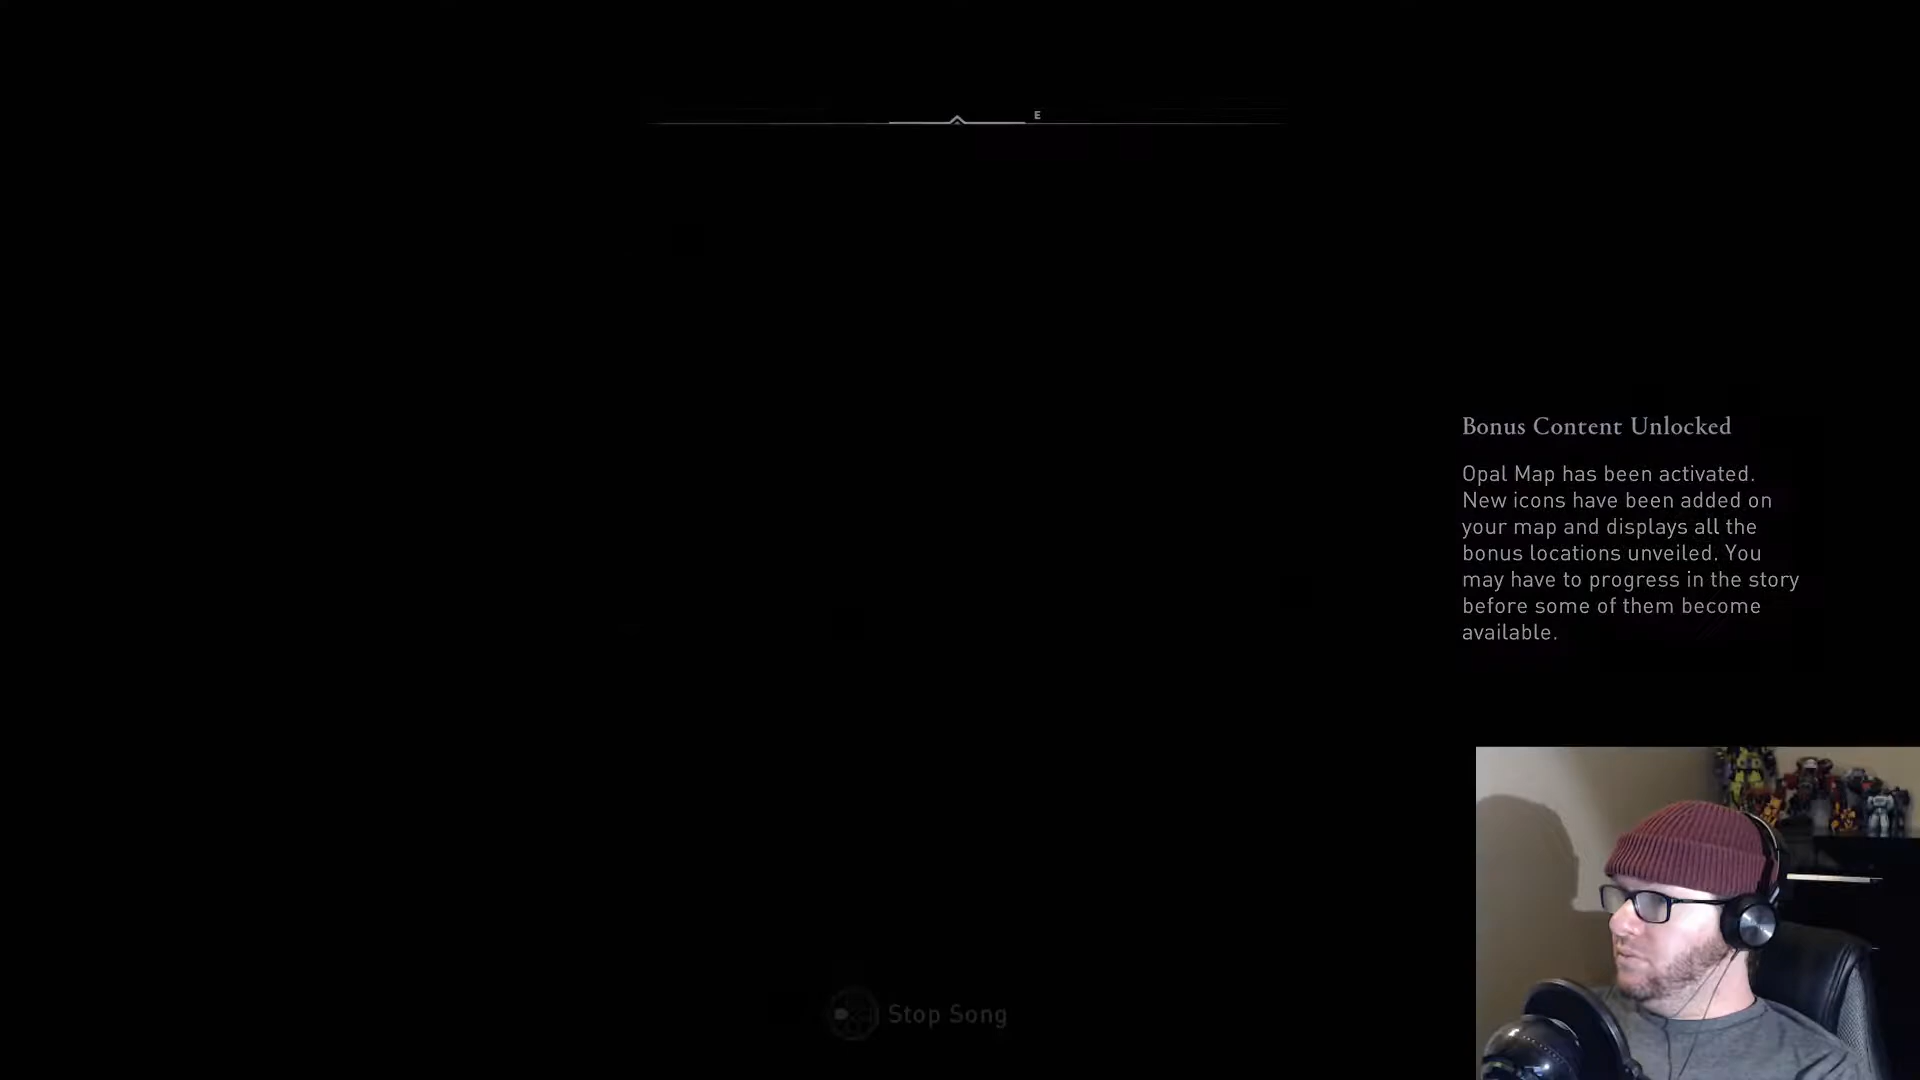 E
Bonus Content Unlocked
Opal Map has been activated.
New icons have been added on
your map and displays all the
bonus locations unveiled. You
may have to progress in the story
before some of them become
available.
Stop Song